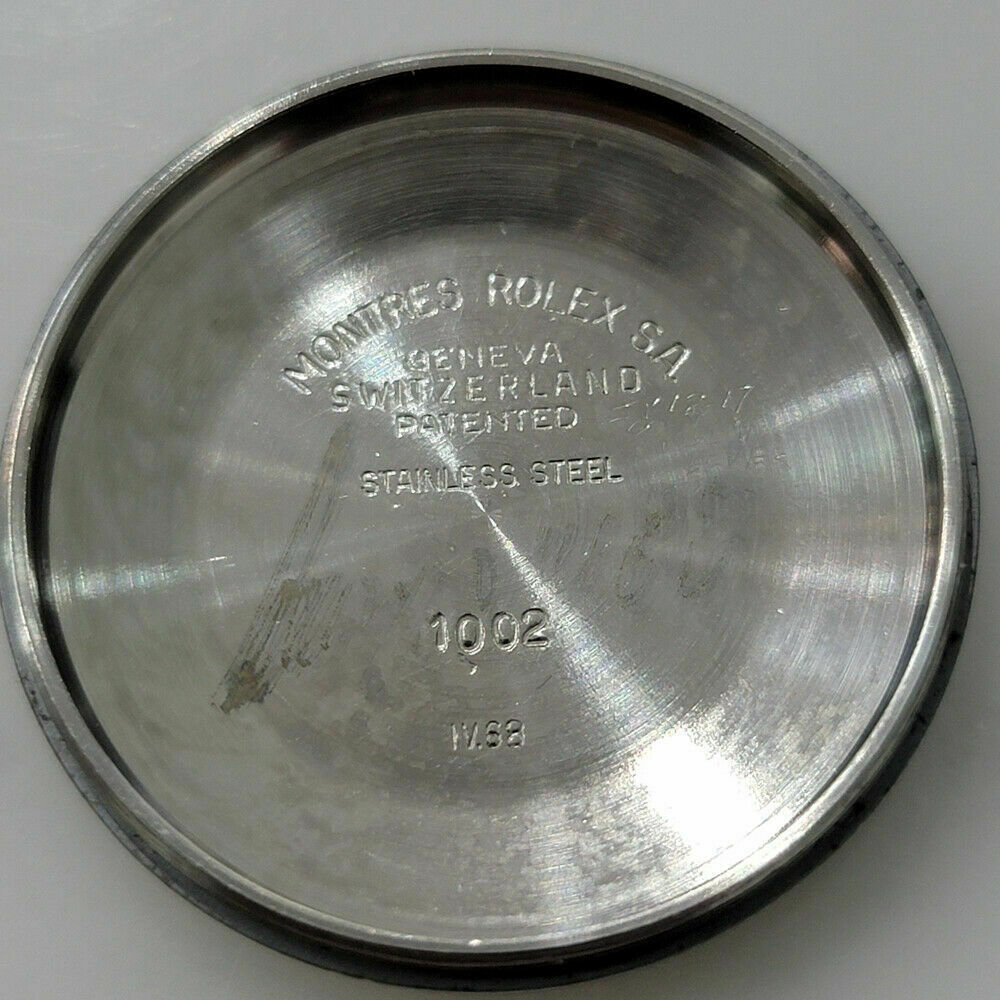 MONTRES ROLEX SA
GENEVA
SWITZERLAND
PATENTED
STAINLESS STEEL
1002
IV.68